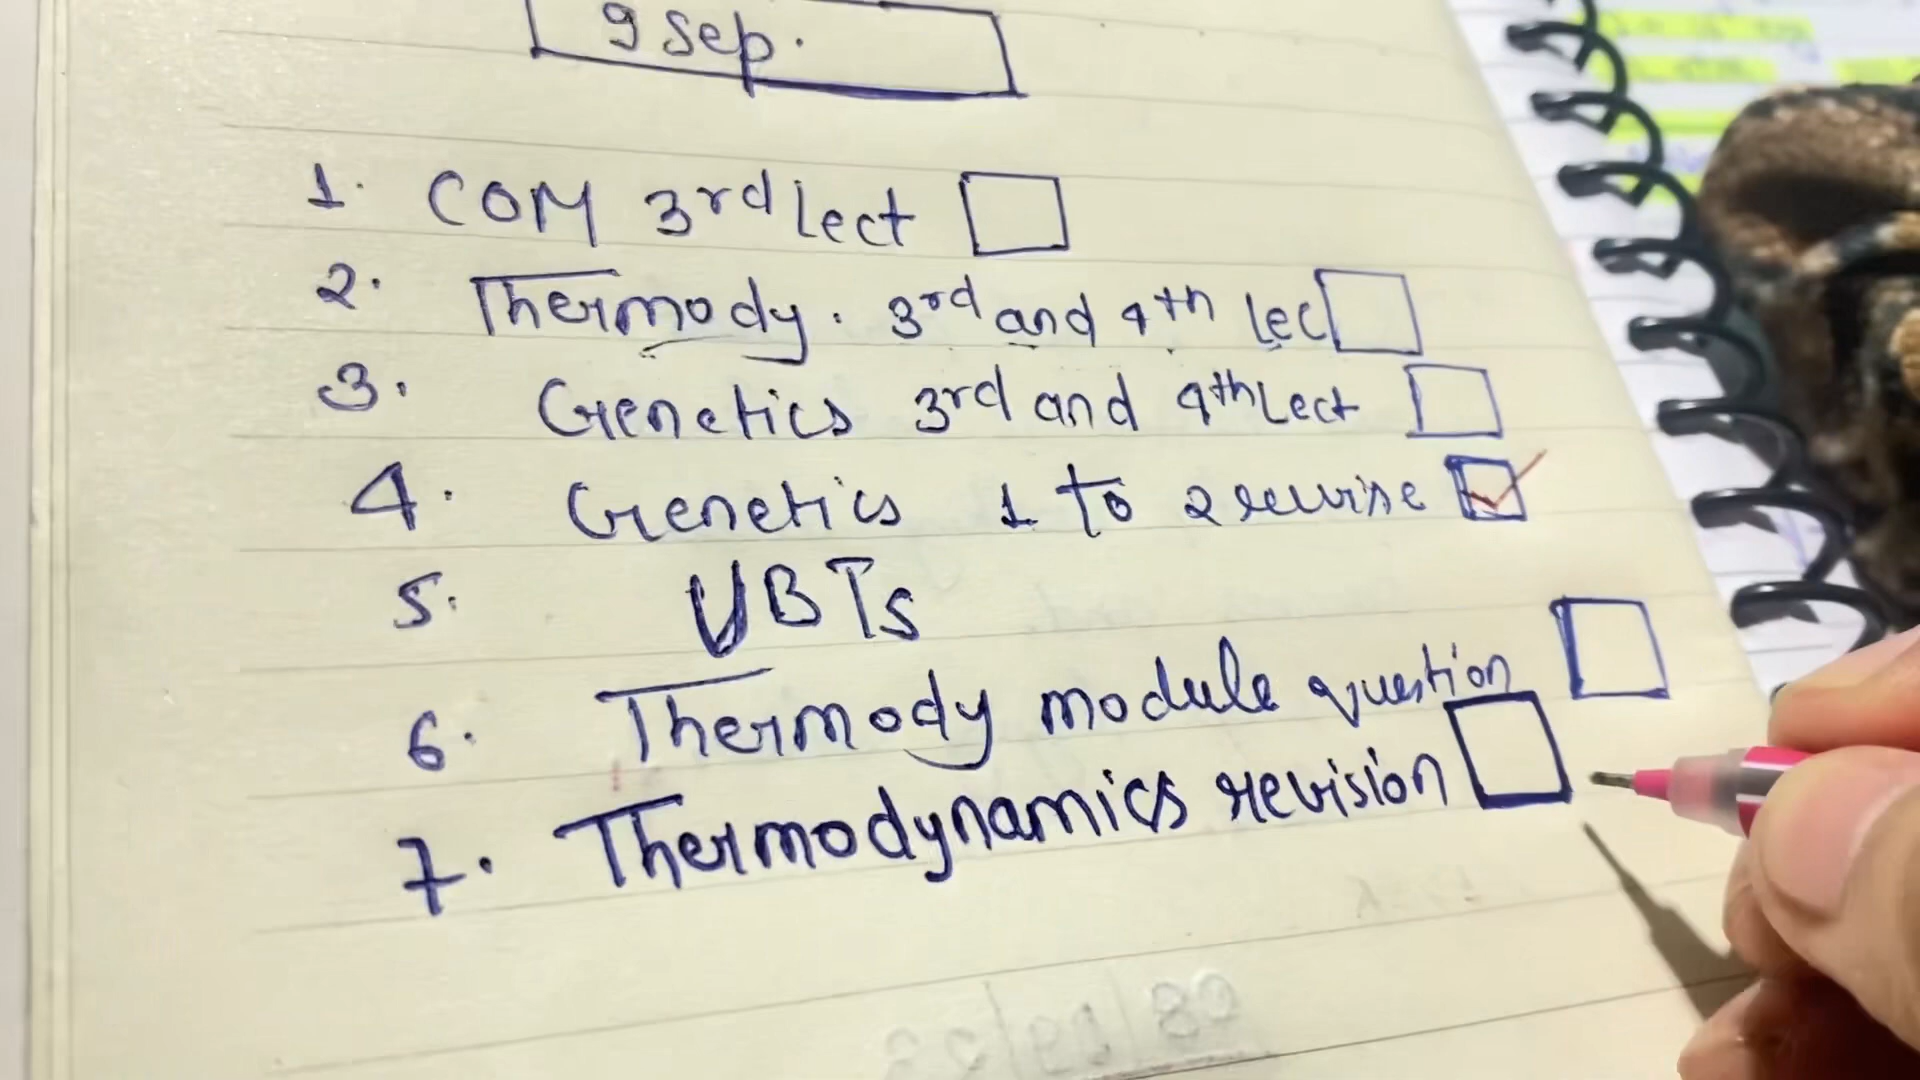 9 Sep.
1. COM 3rd Lect
2. Thermody. 3rd and 4th Lec
3. Genetics 3rd and 4th Lect
4. Genetics 1 to 2 revise
5. UBTs
6. Thermody module question
7. Thermodynamics revision